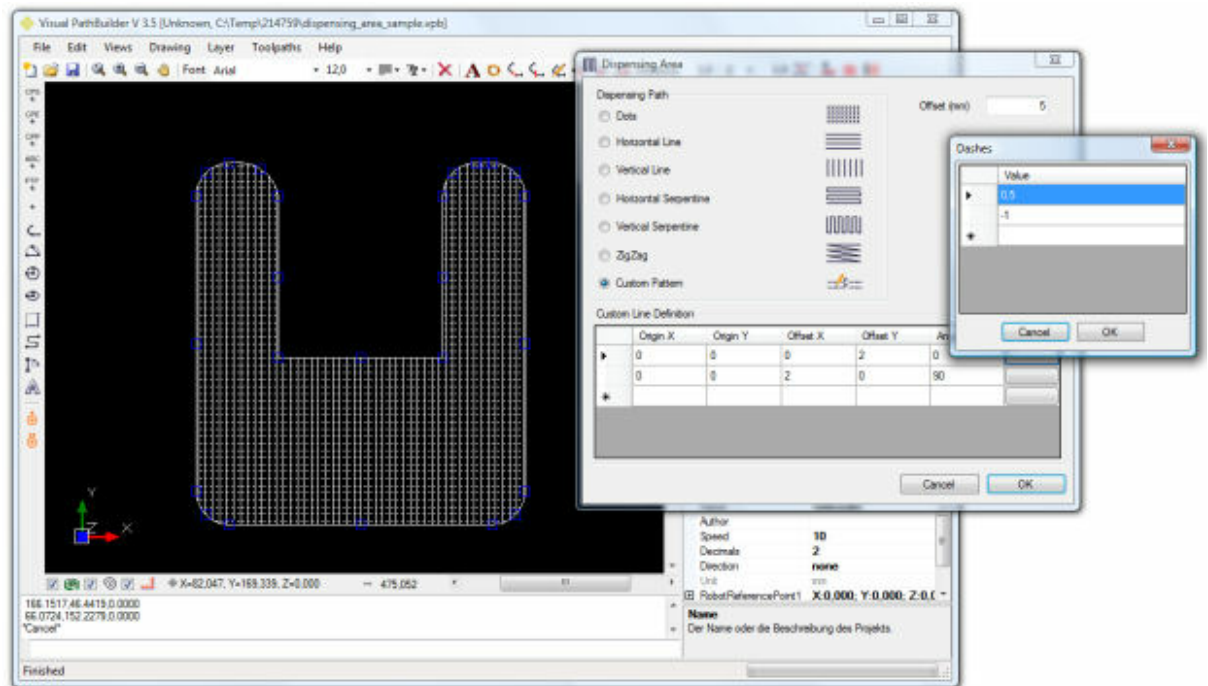 Visual PathBuilder V 3.5 [Unknown, C:\Temp\214759\dispensing_area_sample.vpb]
File Edit Views Drawing Layer Toolpaths Help
Font Arial 12,0
Dispensing Area
Dispensing Path
Offset (mm) 5
Dots
Horizontal Line
Vertical Line
Horizontal Serpentine
Vertical Serpentine
ZigZag
Custom Pattern
Custom Line Definition
Origin X Origin Y Offset X Offset Y
0 0 0 2 0
0 0 2 0 90
Cancel OK
Dashes
Value
0,5
-1
Cancel OK
Y
Z X
Author
Speed 10
Decimals 2
Direction none
Unit mm
RobotReferencePoint1 X:0,000; Y:0,000; Z:0,(
Name
Der Name oder die Beschreibung des Projekts.
X=82,047, Y=169,339, Z=0,000 475,052
166.1517,46.4419,0.0000
66.0724,152.2279,0.0000
"Cancel"
Finished